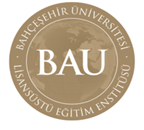 BAHÇEŞEHİR ÜNİVERSİTESİ
BAU
LİSANSÜSTÜ EĞİTİM ENSTİTÜSÜ